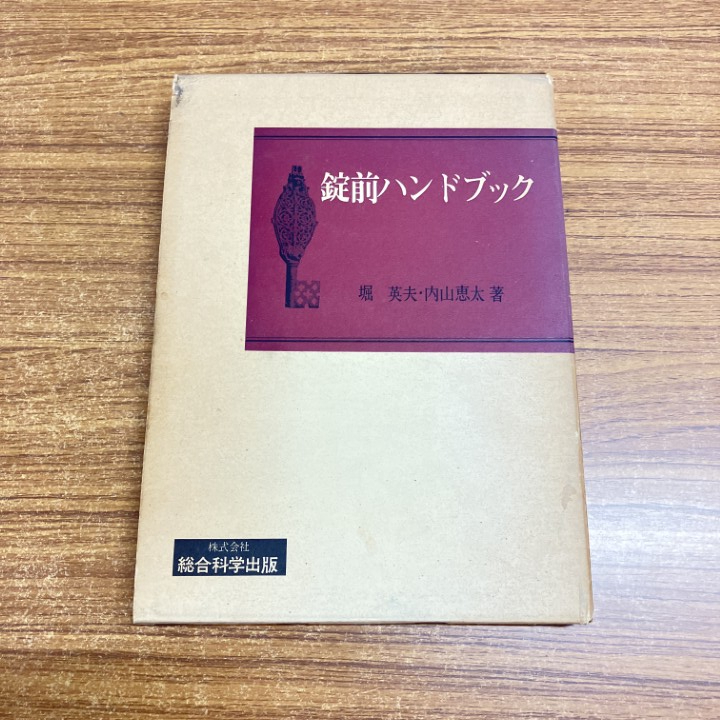 錠前ハンドブック
堀 英夫・内山恵太 著
株式会社
総合科学出版